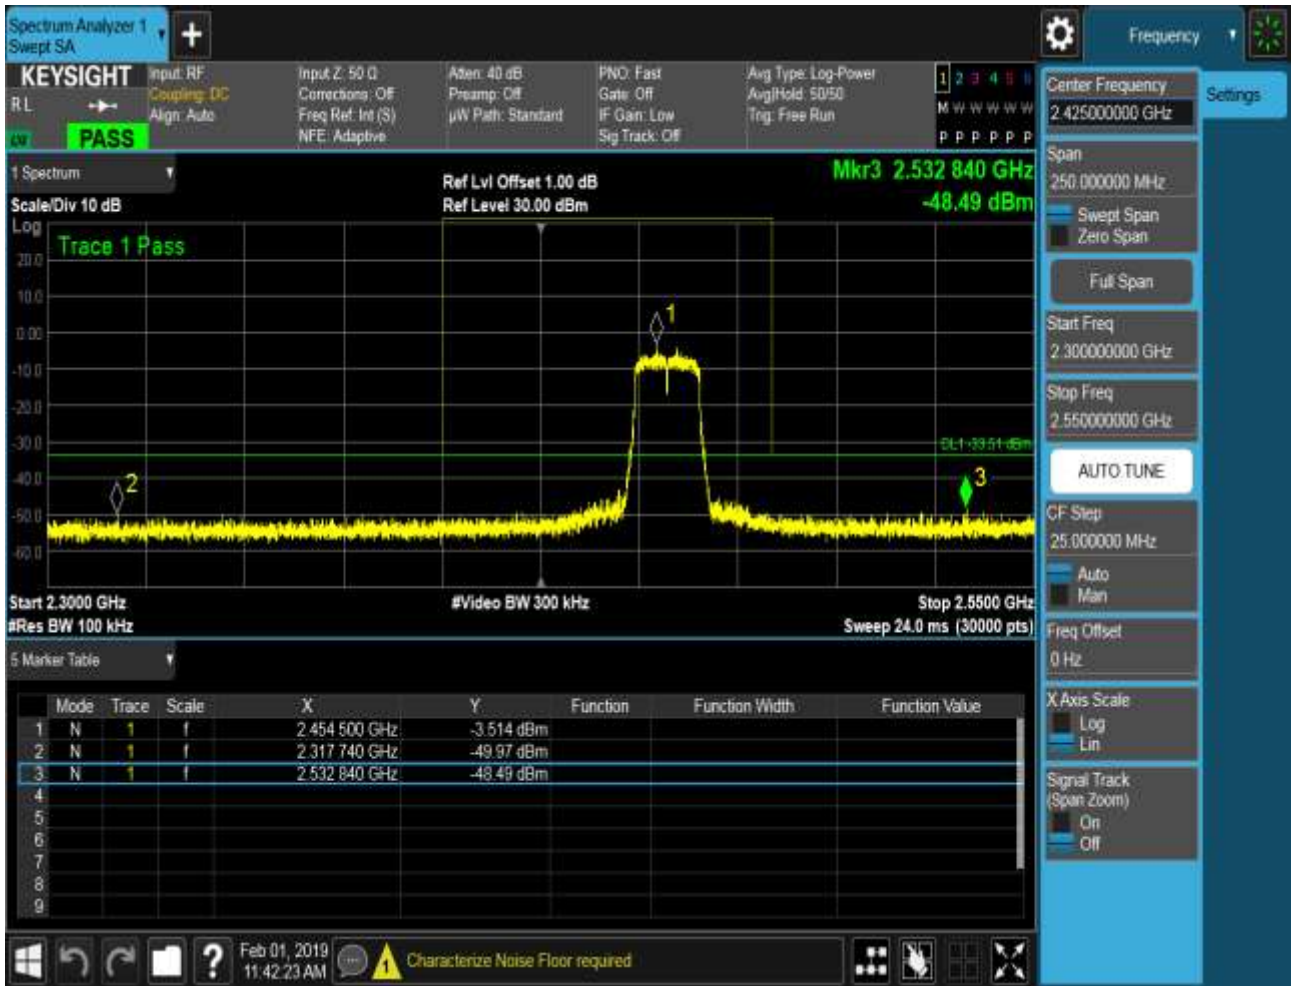 Spectrum Analyzer 1
Swept SA
Frequency
KEYSIGHT
R L
PASS
Input: RF
Coupling: DC
Align: Auto
Input Z: 50 Ω
Corrections: Off
Freq Ref: Int (S)
NFE: Adaptive
Atten: 40 dB
Preamp: Off
µW Path: Standard
PNO: Fast
Gate: Off
IF Gain: Low
Sig Track: Off
Avg Type: Log-Power
Avg|Hold: 50/50
Trig: Free Run
1 2 3 4 5 6
M W W W W W
P P P P P P
Center Frequency
2.425000000 GHz
Settings
Span
250.000000 MHz
Swept Span
Zero Span
Full Span
Start Freq
2.300000000 GHz
Stop Freq
2.550000000 GHz
AUTO TUNE
CF Step
25.000000 MHz
Auto
Man
Freq Offset
0 Hz
X Axis Scale
Log
Lin
Signal Track
(Span Zoom)
On
Off
1 Spectrum
Scale/Div 10 dB
Ref Lvl Offset 1.00 dB
Ref Level 30.00 dBm
Mkr3 2.532 840 GHz
-48.49 dBm
Log
Trace 1 Pass
20.0
10.0
0.00
-10.0
-20.0
-30.0
-40.0
-50.0
-60.0
1
2
3
DL1 -33.51 dBm
Start 2.3000 GHz
#Res BW 100 kHz
#Video BW 300 kHz
Stop 2.5500 GHz
Sweep 24.0 ms (30000 pts)
5 Marker Table
Mode Trace Scale X Y Function Function Width Function Value
1 N 1 f 2.454 500 GHz -3.514 dBm
2 N 1 f 2.317 740 GHz -49.97 dBm
3 N 1 f 2.532 840 GHz -48.49 dBm
4
5
6
7
8
9
Feb 01, 2019
11:42:23 AM
Characterize Noise Floor required